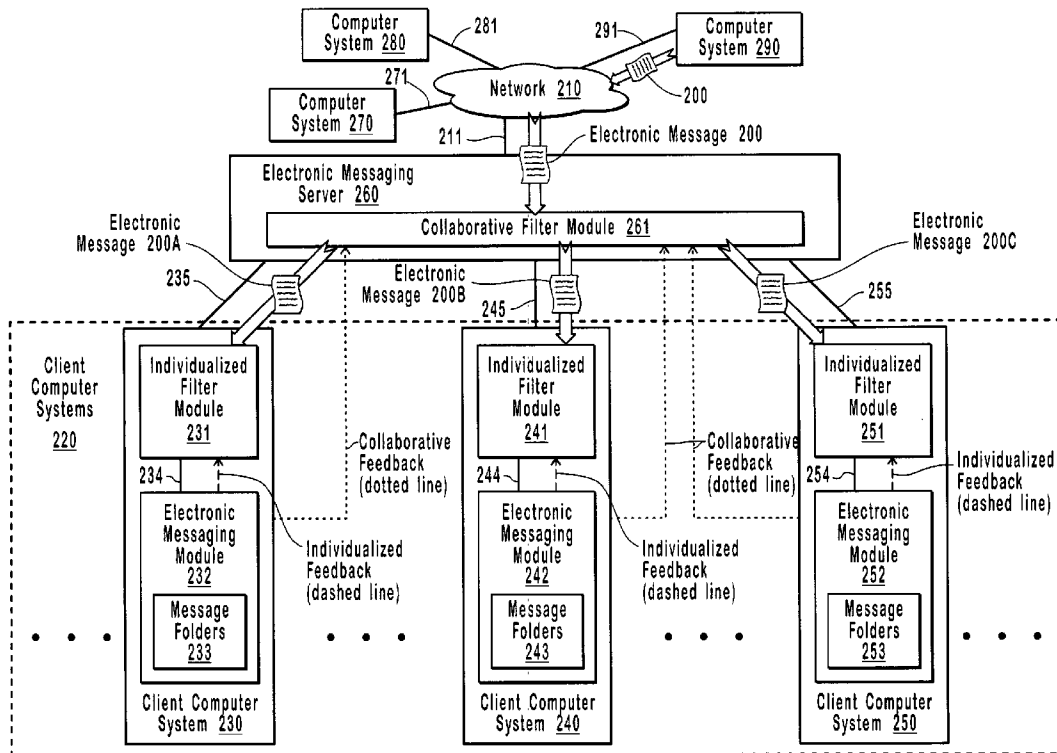 Computer
System 280
281
291
Computer
System 290
271
Network 210
200
Computer
System 270
211
Electronic Message 200
Electronic Messaging
Server 260
Collaborative Filter Module 261
Electronic
Message 200A
Electronic
Message 200C
235
Electronic
Message 200B
245
255
Client
Computer
Systems
220
Individualized
Filter
Module
231
Individualized
Filter
Module
241
Individualized
Filter
Module
251
Collaborative
Feedback
(dotted line)
Collaborative
Feedback
(dotted line)
Individualized
Feedback
(dashed line)
234
244
254
Electronic
Messaging
Module
232
Individualized
Feedback
(dashed line)
Electronic
Messaging
Module
242
Individualized
Feedback
(dashed line)
Electronic
Messaging
Module
252
Message
Folders
233
Message
Folders
243
Message
Folders
253
Client Computer
System 230
Client Computer
System 240
Client Computer
System 250